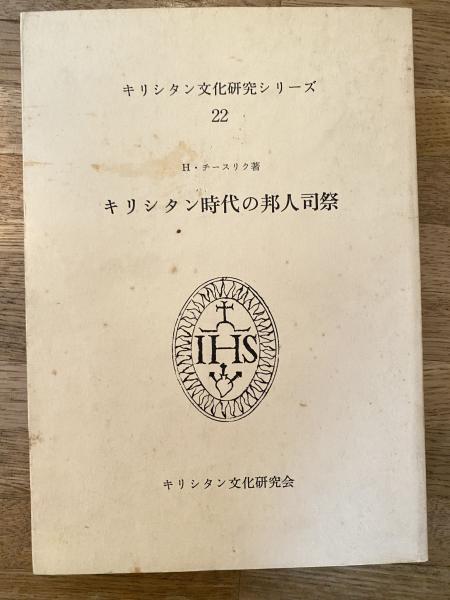 キリシタン文化研究シリーズ
22
H・チースリク著
キリシタン時代の邦人司祭
IHS
キリシタン文化研究会